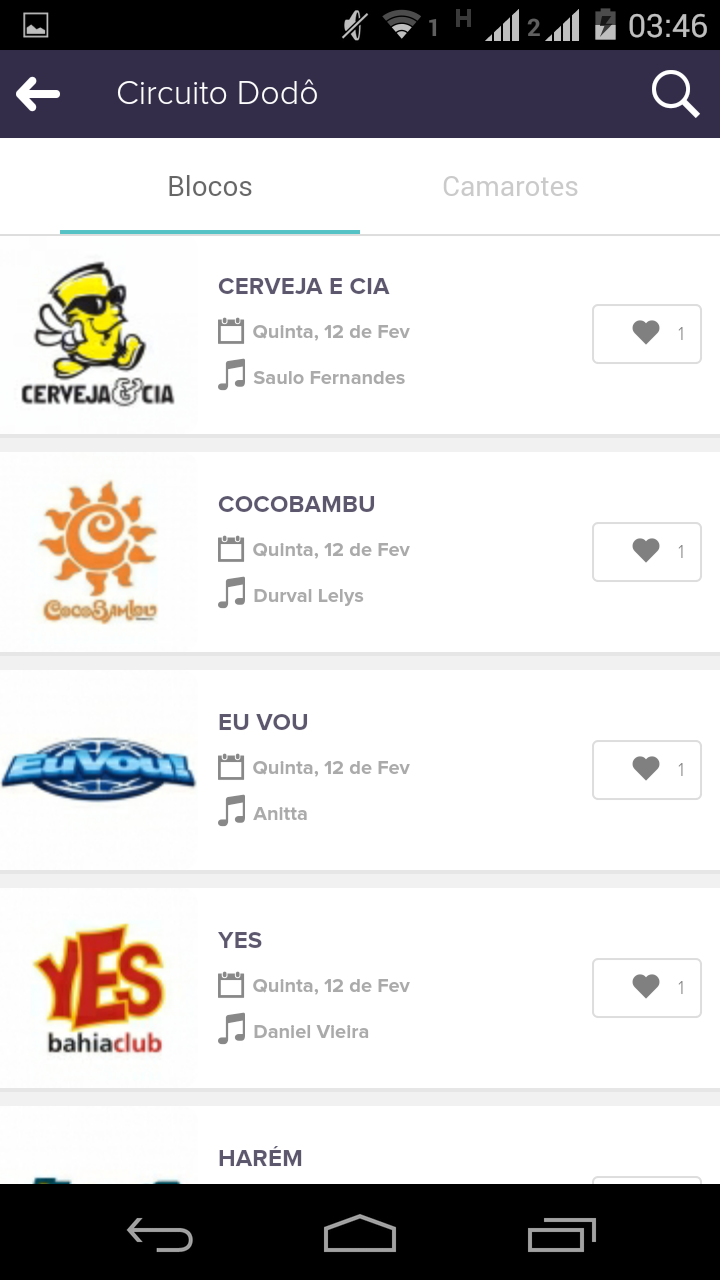 1 H 2 03:46
Circuito Dodô
Blocos Camarotes
CERVEJA E CIA
Quinta, 12 de Fev
1
Saulo Fernandes
CERVEJA&CIA
COCOBAMBU
Quinta, 12 de Fev
1
Durval Lelys
COCOBAMBU
EU VOU
Quinta, 12 de Fev
1
EuVou!
Anitta
YES
Quinta, 12 de Fev
1
YES
Daniel Vieira
bahiaclub
HARÉM